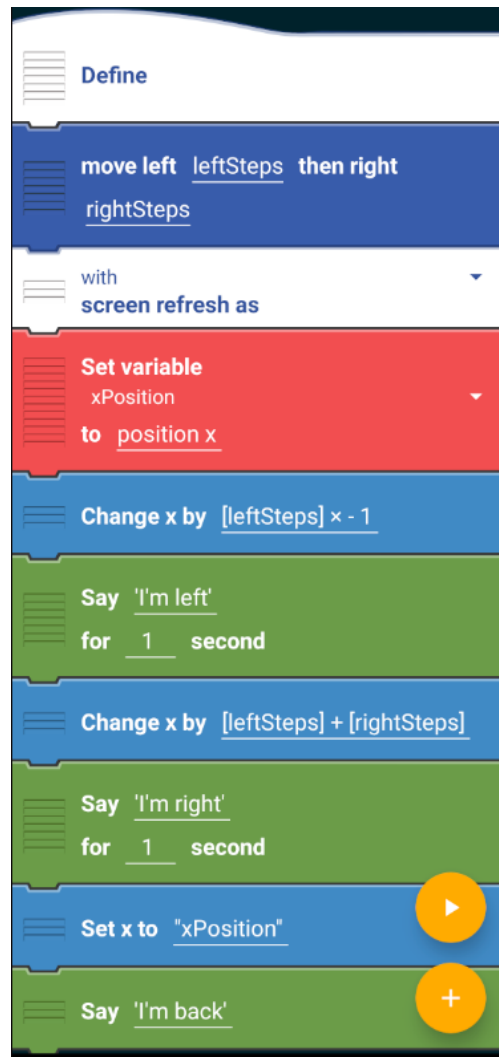 Define
move left leftSteps then right
rightSteps
with
screen refresh as
Set variable
xPosition
to position x
Change x by [leftSteps] × - 1
Say 'I'm left'
for 1 second
Change x by [leftSteps] + [rightSteps]
Say 'I'm right'
for 1 second
Set x to "xPosition"
Say 'I'm back'